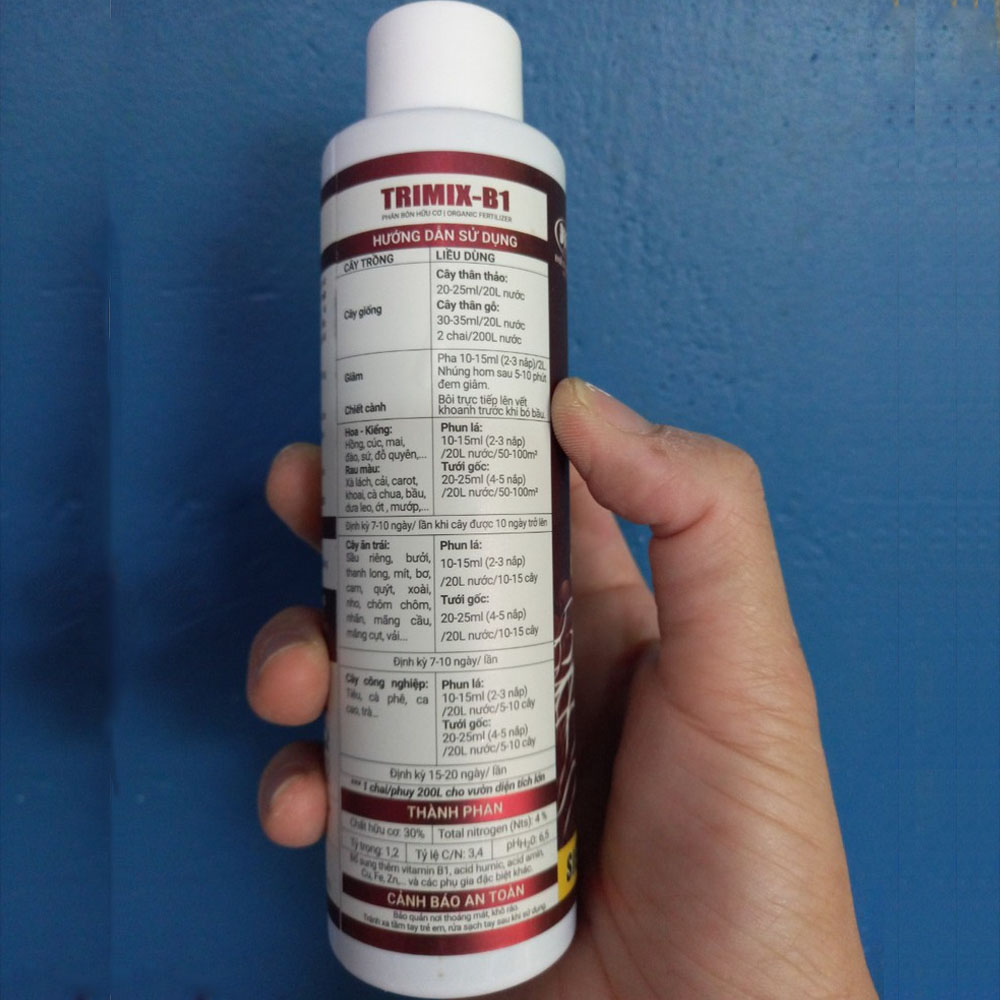 TRIMIX-B1
PHÂN BÓN HỮU CƠ | ORGANIC FERTILIZER
HƯỚNG DẪN SỬ DỤNG
CÂY TRỒNG
LIỀU DÙNG
Cây giống
Cây thân thảo:
20-25ml/20L nước
Cây thân gỗ:
30-35ml/20L nước
2 chai/200L nước
Giâm
Pha 10-15ml (2-3 nắp)/2L.
Nhúng hom sau 5-10 phút
đem giâm.
Chiết cành
Bôi trực tiếp lên vết
khoanh trước khi bó bầu.
Hoa - Kiểng:
Hồng, cúc, mai,
đào, sứ, đỗ quyên,...
Rau màu:
Xà lách, cải, carot,
khoai, cà chua, bầu,
dưa leo, ớt , mướp,...
Phun lá:
10-15ml (2-3 nắp)
/20L nước/50-100m²
Tưới gốc:
20-25ml (4-5 nắp)
/20L nước/50-100m²
Định kỳ 7-10 ngày/ lần khi cây được 10 ngày trở lên
Cây ăn trái:
Sầu riêng, bưởi,
thanh long, mít, bơ,
cam, quýt, xoài,
nho, chôm chôm,
nhãn, mãng cầu,
măng cụt, vải...
Phun lá:
10-15ml (2-3 nắp)
/20L nước/10-15 cây
Tưới gốc:
20-25ml (4-5 nắp)
/20L nước/10-15 cây
Định kỳ 7-10 ngày/ lần
Cây công nghiệp:
Tiêu, cà phê, ca
cao, trà...
Phun lá:
10-15ml (2-3 nắp)
/20L nước/5-10 cây
Tưới gốc:
20-25ml (4-5 nắp)
/20L nước/5-10 cây
Định kỳ 15-20 ngày/ lần
*** 1 chai/phuy 200L cho vườn diện tích lớn
THÀNH PHẦN
Chất hữu cơ: 30%
Total nitrogen (Nts): 4 %
Tỷ trọng: 1,2
Tỷ lệ C/N: 3,4
pHH₂O: 6,5
Bổ sung thêm vitamin B1, acid humic, acid amin,
Cu, Fe, Zn,... và các phụ gia đặc biệt khác.
CẢNH BÁO AN TOÀN
Bảo quản nơi thoáng mát, khô ráo.
Tránh xa tầm tay trẻ em, rửa sạch tay sau khi sử dụng